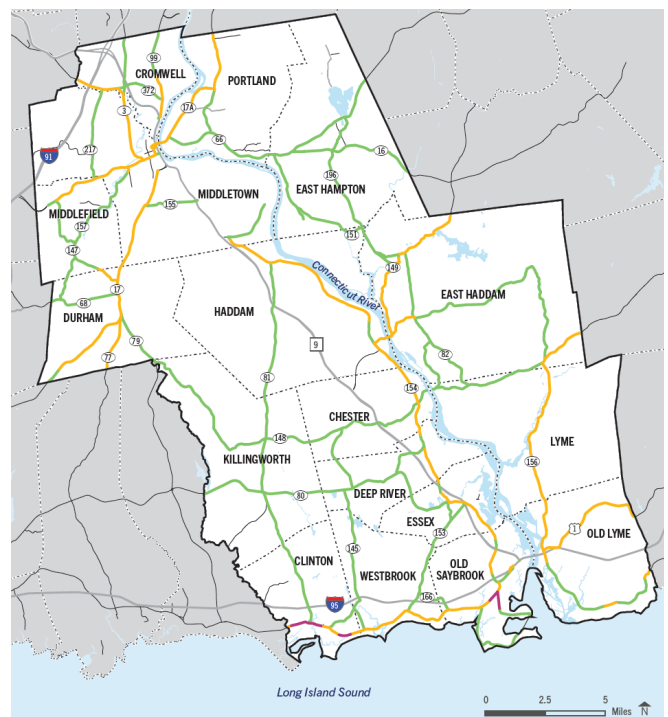 99
CROMWELL
PORTLAND
372
17A
3
66
91
217
16
196
MIDDLETOWN
EAST HAMPTON
155
MIDDLEFIELD
157
151
147
149
Connecticut River
17
EAST HADDAM
68
HADDAM
DURHAM
9
79
82
77
81
154
CHESTER
148
LYME
KILLINGWORTH
156
80
DEEP RIVER
ESSEX
1
153
OLD LYME
145
CLINTON
OLD
SAYBROOK
WESTBROOK
166
95
Long Island Sound
0 2.5 5
Miles N